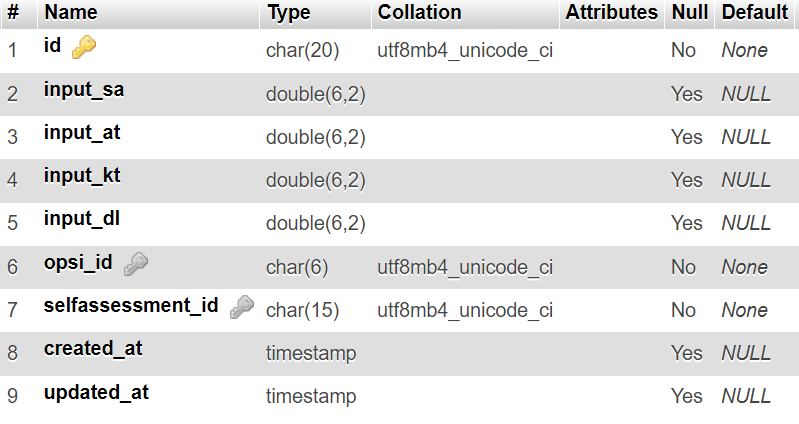 # Name Type Collation Attributes Null Default
1 id char(20) utf8mb4_unicode_ci No None
2 input_sa double(6,2) Yes NULL
3 input_at double(6,2) Yes NULL
4 input_kt double(6,2) Yes NULL
5 input_dl double(6,2) Yes NULL
6 opsi_id char(6) utf8mb4_unicode_ci No None
7 selfassessment_id char(15) utf8mb4_unicode_ci No None
8 created_at timestamp Yes NULL
9 updated_at timestamp Yes NULL